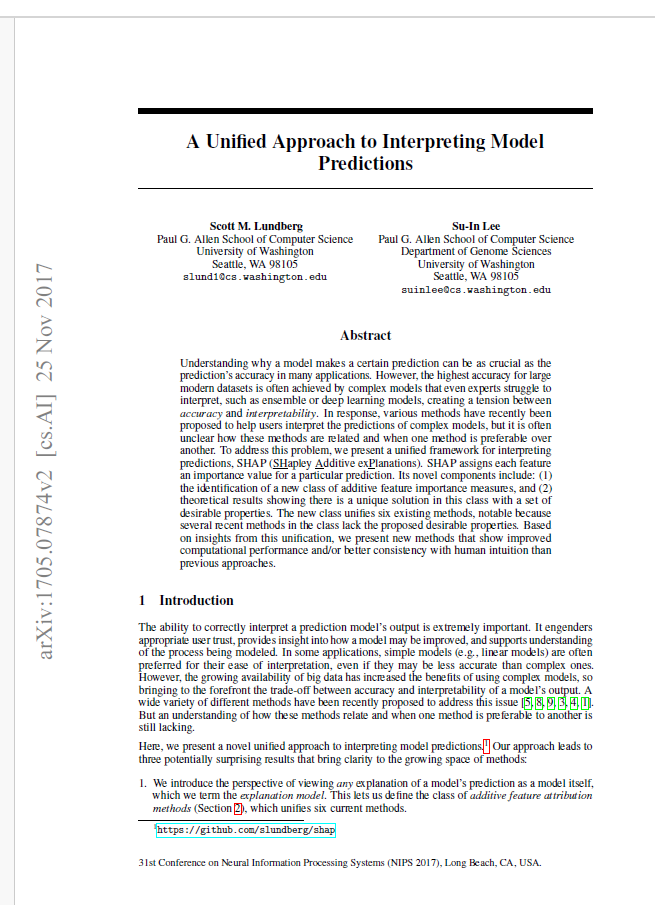 arXiv:1705.07874v2 [cs.AI] 25 Nov 2017
A Unified Approach to Interpreting Model
Predictions
Scott M. Lundberg
Paul G. Allen School of Computer Science
University of Washington
Seattle, WA 98105
slund1@cs.washington.edu
Su-In Lee
Paul G. Allen School of Computer Science
Department of Genome Sciences
University of Washington
Seattle, WA 98105
suinlee@cs.washington.edu
Abstract
Understanding why a model makes a certain prediction can be as crucial as the
prediction's accuracy in many applications. However, the highest accuracy for large
modern datasets is often achieved by complex models that even experts struggle to
interpret, such as ensemble or deep learning models, creating a tension between
accuracy and interpretability. In response, various methods have recently been
proposed to help users interpret the predictions of complex models, but it is often
unclear how these methods are related and when one method is preferable over
another. To address this problem, we present a unified framework for interpreting
predictions, SHAP (SHapley Additive exPlanations). SHAP assigns each feature
an importance value for a particular prediction. Its novel components include: (1)
the identification of a new class of additive feature importance measures, and (2)
theoretical results showing there is a unique solution in this class with a set of
desirable properties. The new class unifies six existing methods, notable because
several recent methods in the class lack the proposed desirable properties. Based
on insights from this unification, we present new methods that show improved
computational performance and/or better consistency with human intuition than
previous approaches.
1 Introduction
The ability to correctly interpret a prediction model's output is extremely important. It engenders
appropriate user trust, provides insight into how a model may be improved, and supports understanding
of the process being modeled. In some applications, simple models (e.g., linear models) are often
preferred for their ease of interpretation, even if they may be less accurate than complex ones.
However, the growing availability of big data has increased the benefits of using complex models, so
bringing to the forefront the trade-off between accuracy and interpretability of a model's output. A
wide variety of different methods have been recently proposed to address this issue [5, 8, 9, 3, 4, 1].
But an understanding of how these methods relate and when one method is preferable to another is
still lacking.
Here, we present a novel unified approach to interpreting model predictions.1 Our approach leads to
three potentially surprising results that bring clarity to the growing space of methods:
1. We introduce the perspective of viewing any explanation of a model's prediction as a model itself,
which we term the explanation model. This lets us define the class of additive feature attribution
methods (Section 2), which unifies six current methods.
1https://github.com/slundberg/shap
31st Conference on Neural Information Processing Systems (NIPS 2017), Long Beach, CA, USA.